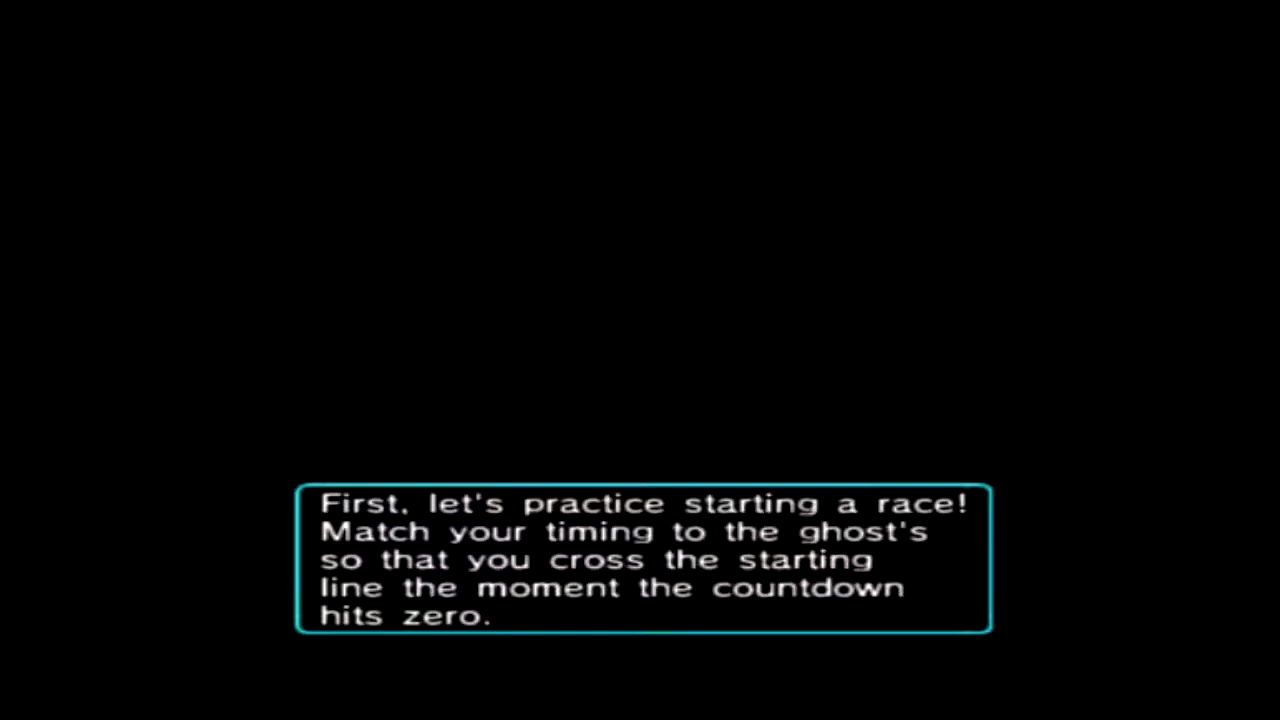 First, let's practice starting a race!
Match your timing to the ghost's
so that you cross the starting
line the moment the countdown
hits zero.